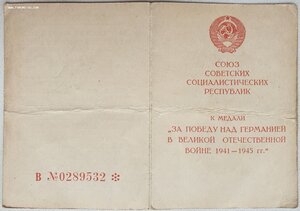 В №0289532 ✻
СОЮЗ
СОВЕТСКИХ
СОЦИАЛИСТИЧЕСКИХ
РЕСПУБЛИК
К МЕДАЛИ
„ЗА ПОБЕДУ НАД ГЕРМАНИЕЙ
В ВЕЛИКОЙ ОТЕЧЕСТВЕННОЙ
ВОЙНЕ 1941—1945 гг."